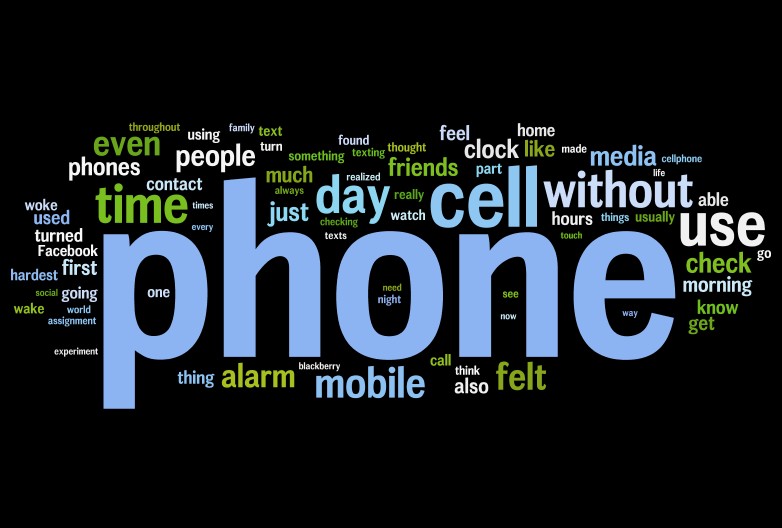 throughout
using
family
text
even
people
turn
found
feel
home
phones
something
texting
thought
clock
like
made
media
cellphone
contact
much
realized
friends
part
life
time
times
always
day
really
cell
without
able
woke
used
just
checking
watch
hours
things
usually
use
every
texts
touch
turned
Facebook
phone
go
hardest
first
check
social
going
one
need
night
see
morning
wake
world
assignment
now
way
know
get
experiment
thing
alarm
blackberry
mobile
call
think
also
felt